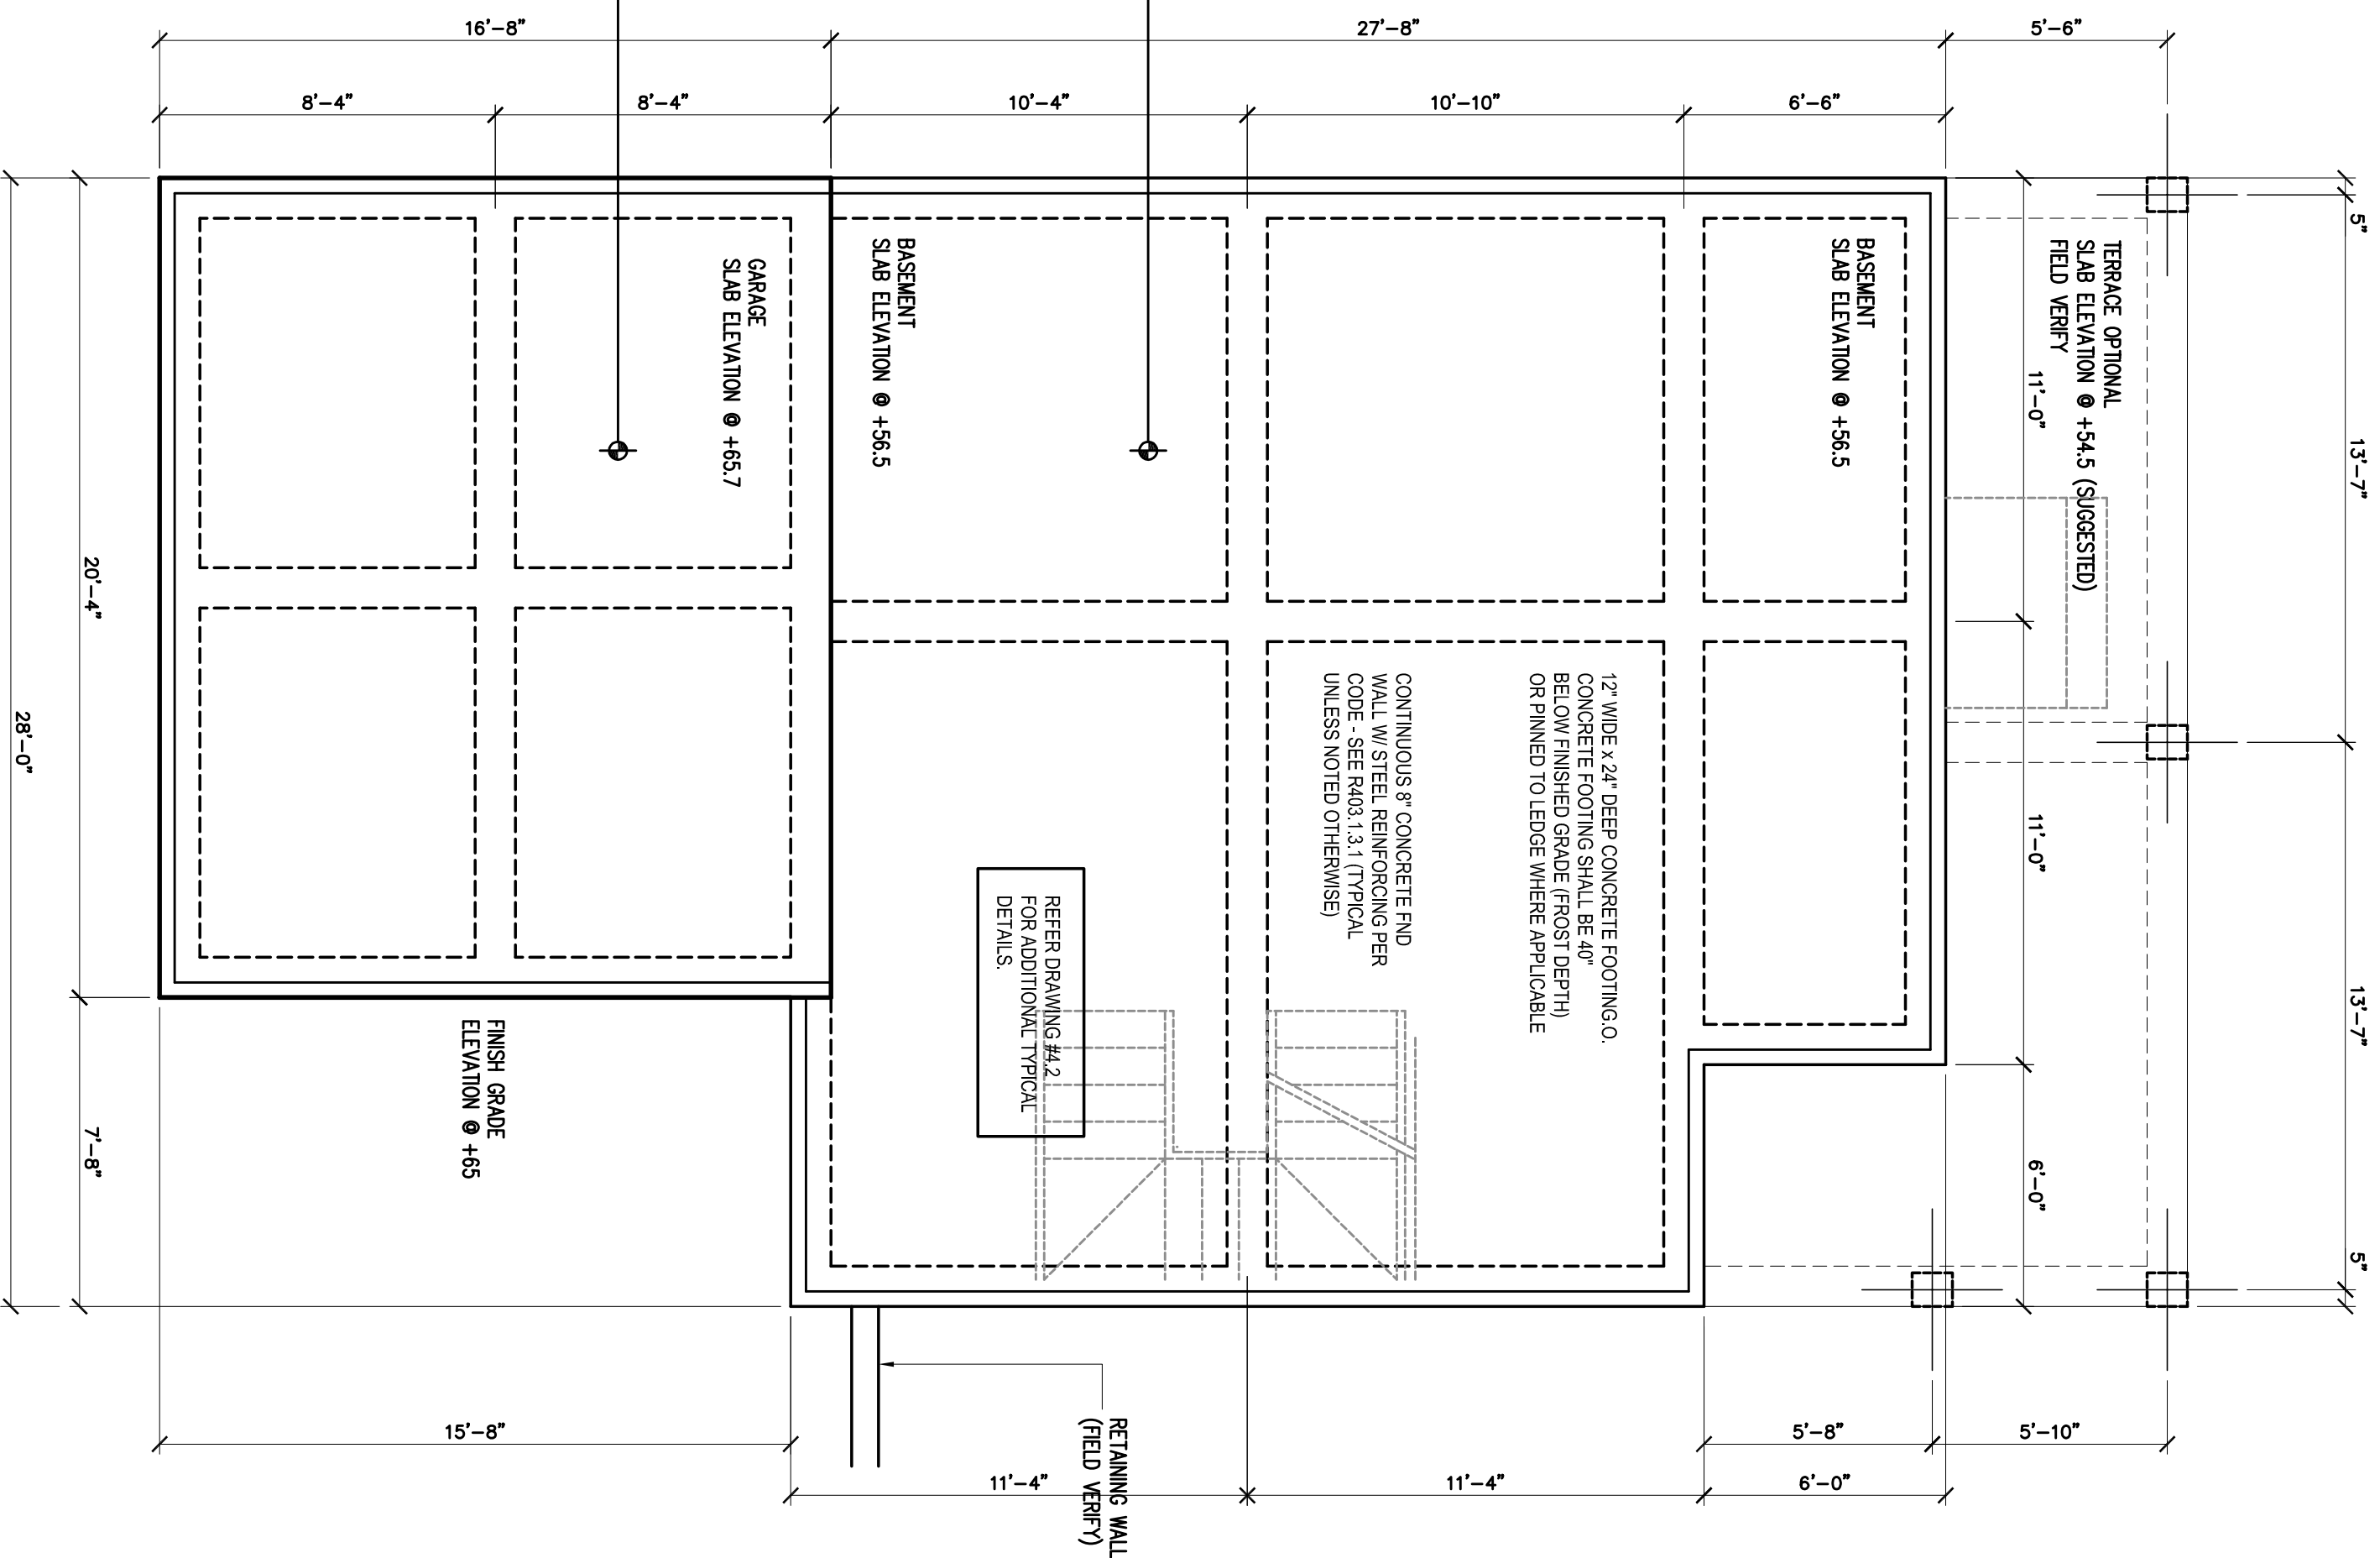 16'-8"
27'-8"
5'-6"
8'-4"
8'-4"
10'-4"
10'-10"
6'-6"
5"
13'-7"
13'-7"
5"
TERRACE OPTIONAL
SLAB ELEVATION @ +54.5 (SUGGESTED)
FIELD VERIFY
11'-0"
11'-0"
6'-0"
BASEMENT
SLAB ELEVATION @ +56.5
BASEMENT
SLAB ELEVATION @ +56.5
GARAGE
SLAB ELEVATION @ +65.7
12" WIDE x 24" DEEP CONCRETE FOOTING.O.
CONCRETE FOOTING SHALL BE 40"
BELOW FINISHED GRADE (FROST DEPTH)
OR PINNED TO LEDGE WHERE APPLICABLE
CONTINUOUS 8" CONCRETE FND
WALL W/ STEEL REINFORCING PER
CODE - SEE R403.1.3.1 (TYPICAL
UNLESS NOTED OTHERWISE)
REFER DRAWING #4.2
FOR ADDITIONAL TYPICAL
DETAILS.
FINISH GRADE
ELEVATION @ +65
20'-4"
7'-8"
28'-0"
RETAINING WALL
(FIELD VERIFY)
15'-8"
5'-8"
5'-10"
11'-4"
11'-4"
6'-0"